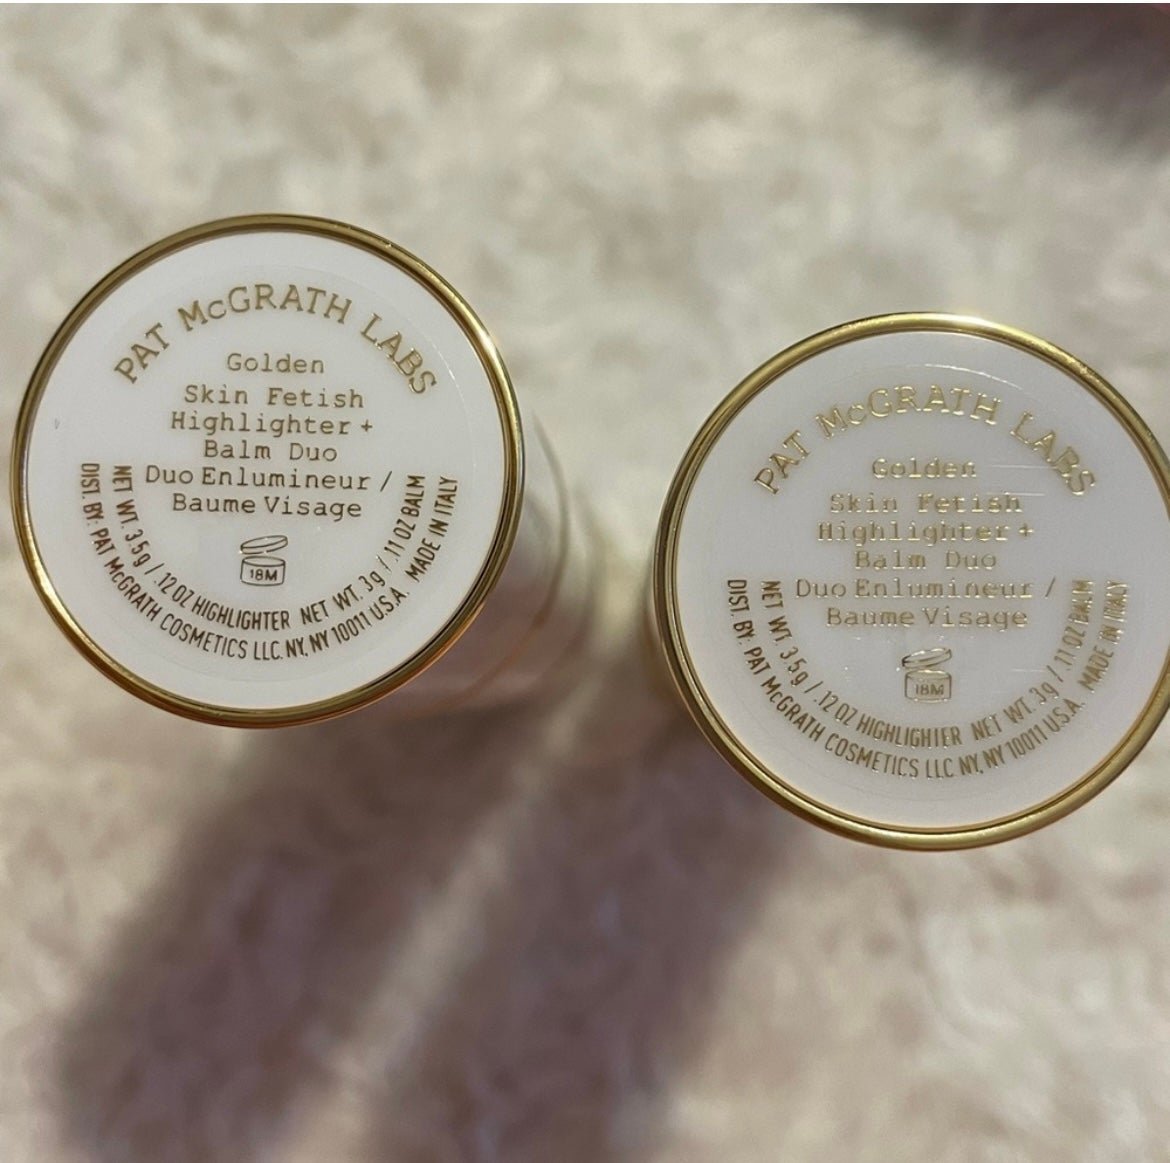 PAT McGRATH LABS
Golden
Skin Fetish
Highlighter +
Balm Duo
Duo Enlumineur /
Baume Visage
18M
NET WT. 3.5g / .12 OZ HIGHLIGHTER NET WT. 3g / .11 OZ BALM
DIST. BY: PAT McGRATH COSMETICS LLC. NY, NY 10011 U.S.A. MADE IN ITALY
PAT McGRATH LABS
Golden
Skin Fetish
Highlighter +
Balm Duo
Duo Enlumineur /
Baume Visage
18M
NET WT. 3.5g / .12 OZ HIGHLIGHTER NET WT. 3g / .11 OZ BALM
DIST. BY: PAT McGRATH COSMETICS LLC NY, NY 10011 U.S.A. MADE IN ITALY